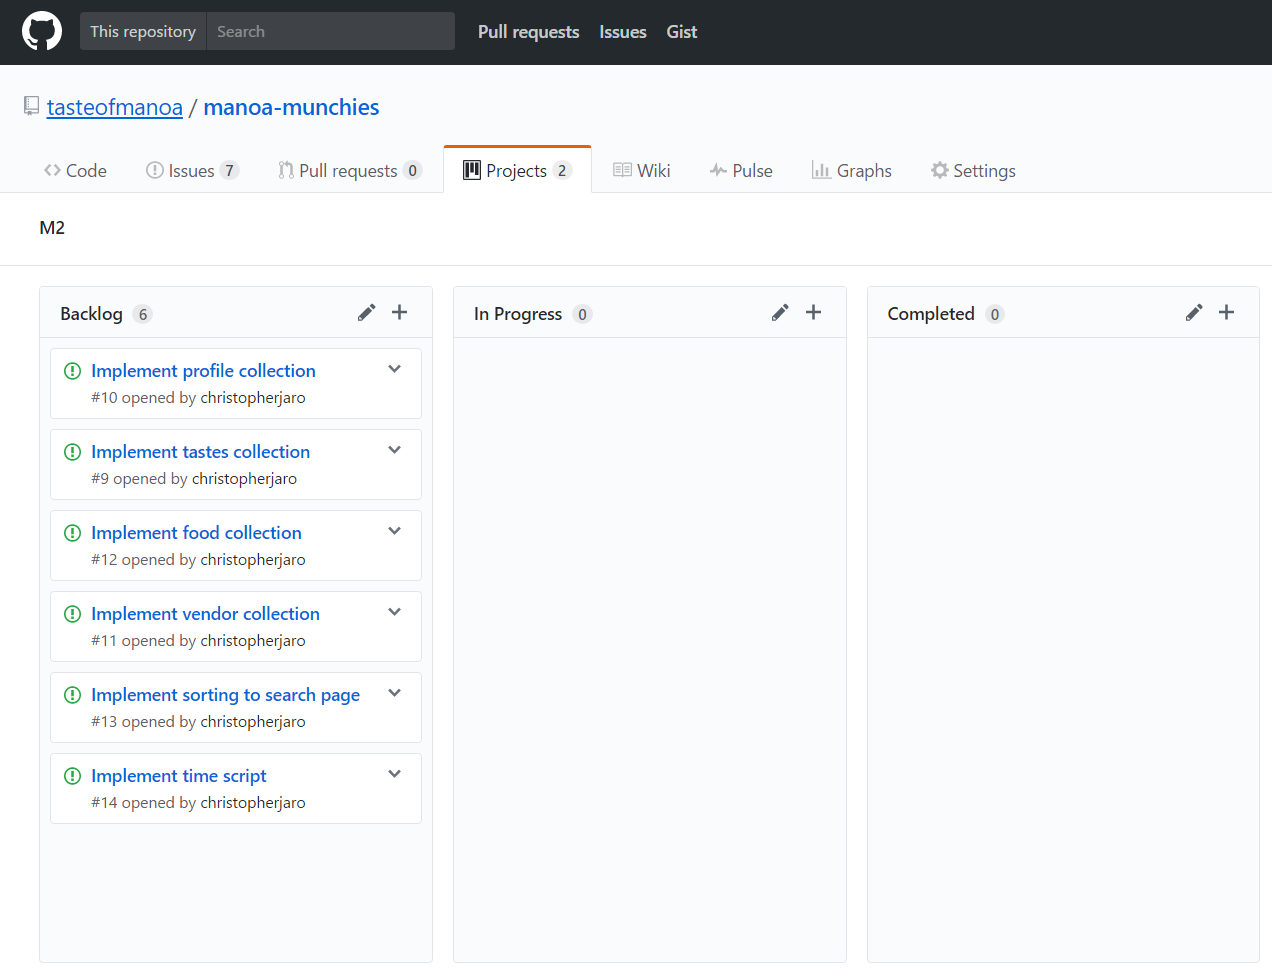 This repository Search Pull requests Issues Gist
tasteofmanoa / manoa-munchies
Code Issues 7 Pull requests 0 Projects 2 Wiki Pulse Graphs Settings
M2
Backlog 6
Implement profile collection
#10 opened by christopherjaro
Implement tastes collection
#9 opened by christopherjaro
Implement food collection
#12 opened by christopherjaro
Implement vendor collection
#11 opened by christopherjaro
Implement sorting to search page
#13 opened by christopherjaro
Implement time script
#14 opened by christopherjaro
In Progress 0
Completed 0